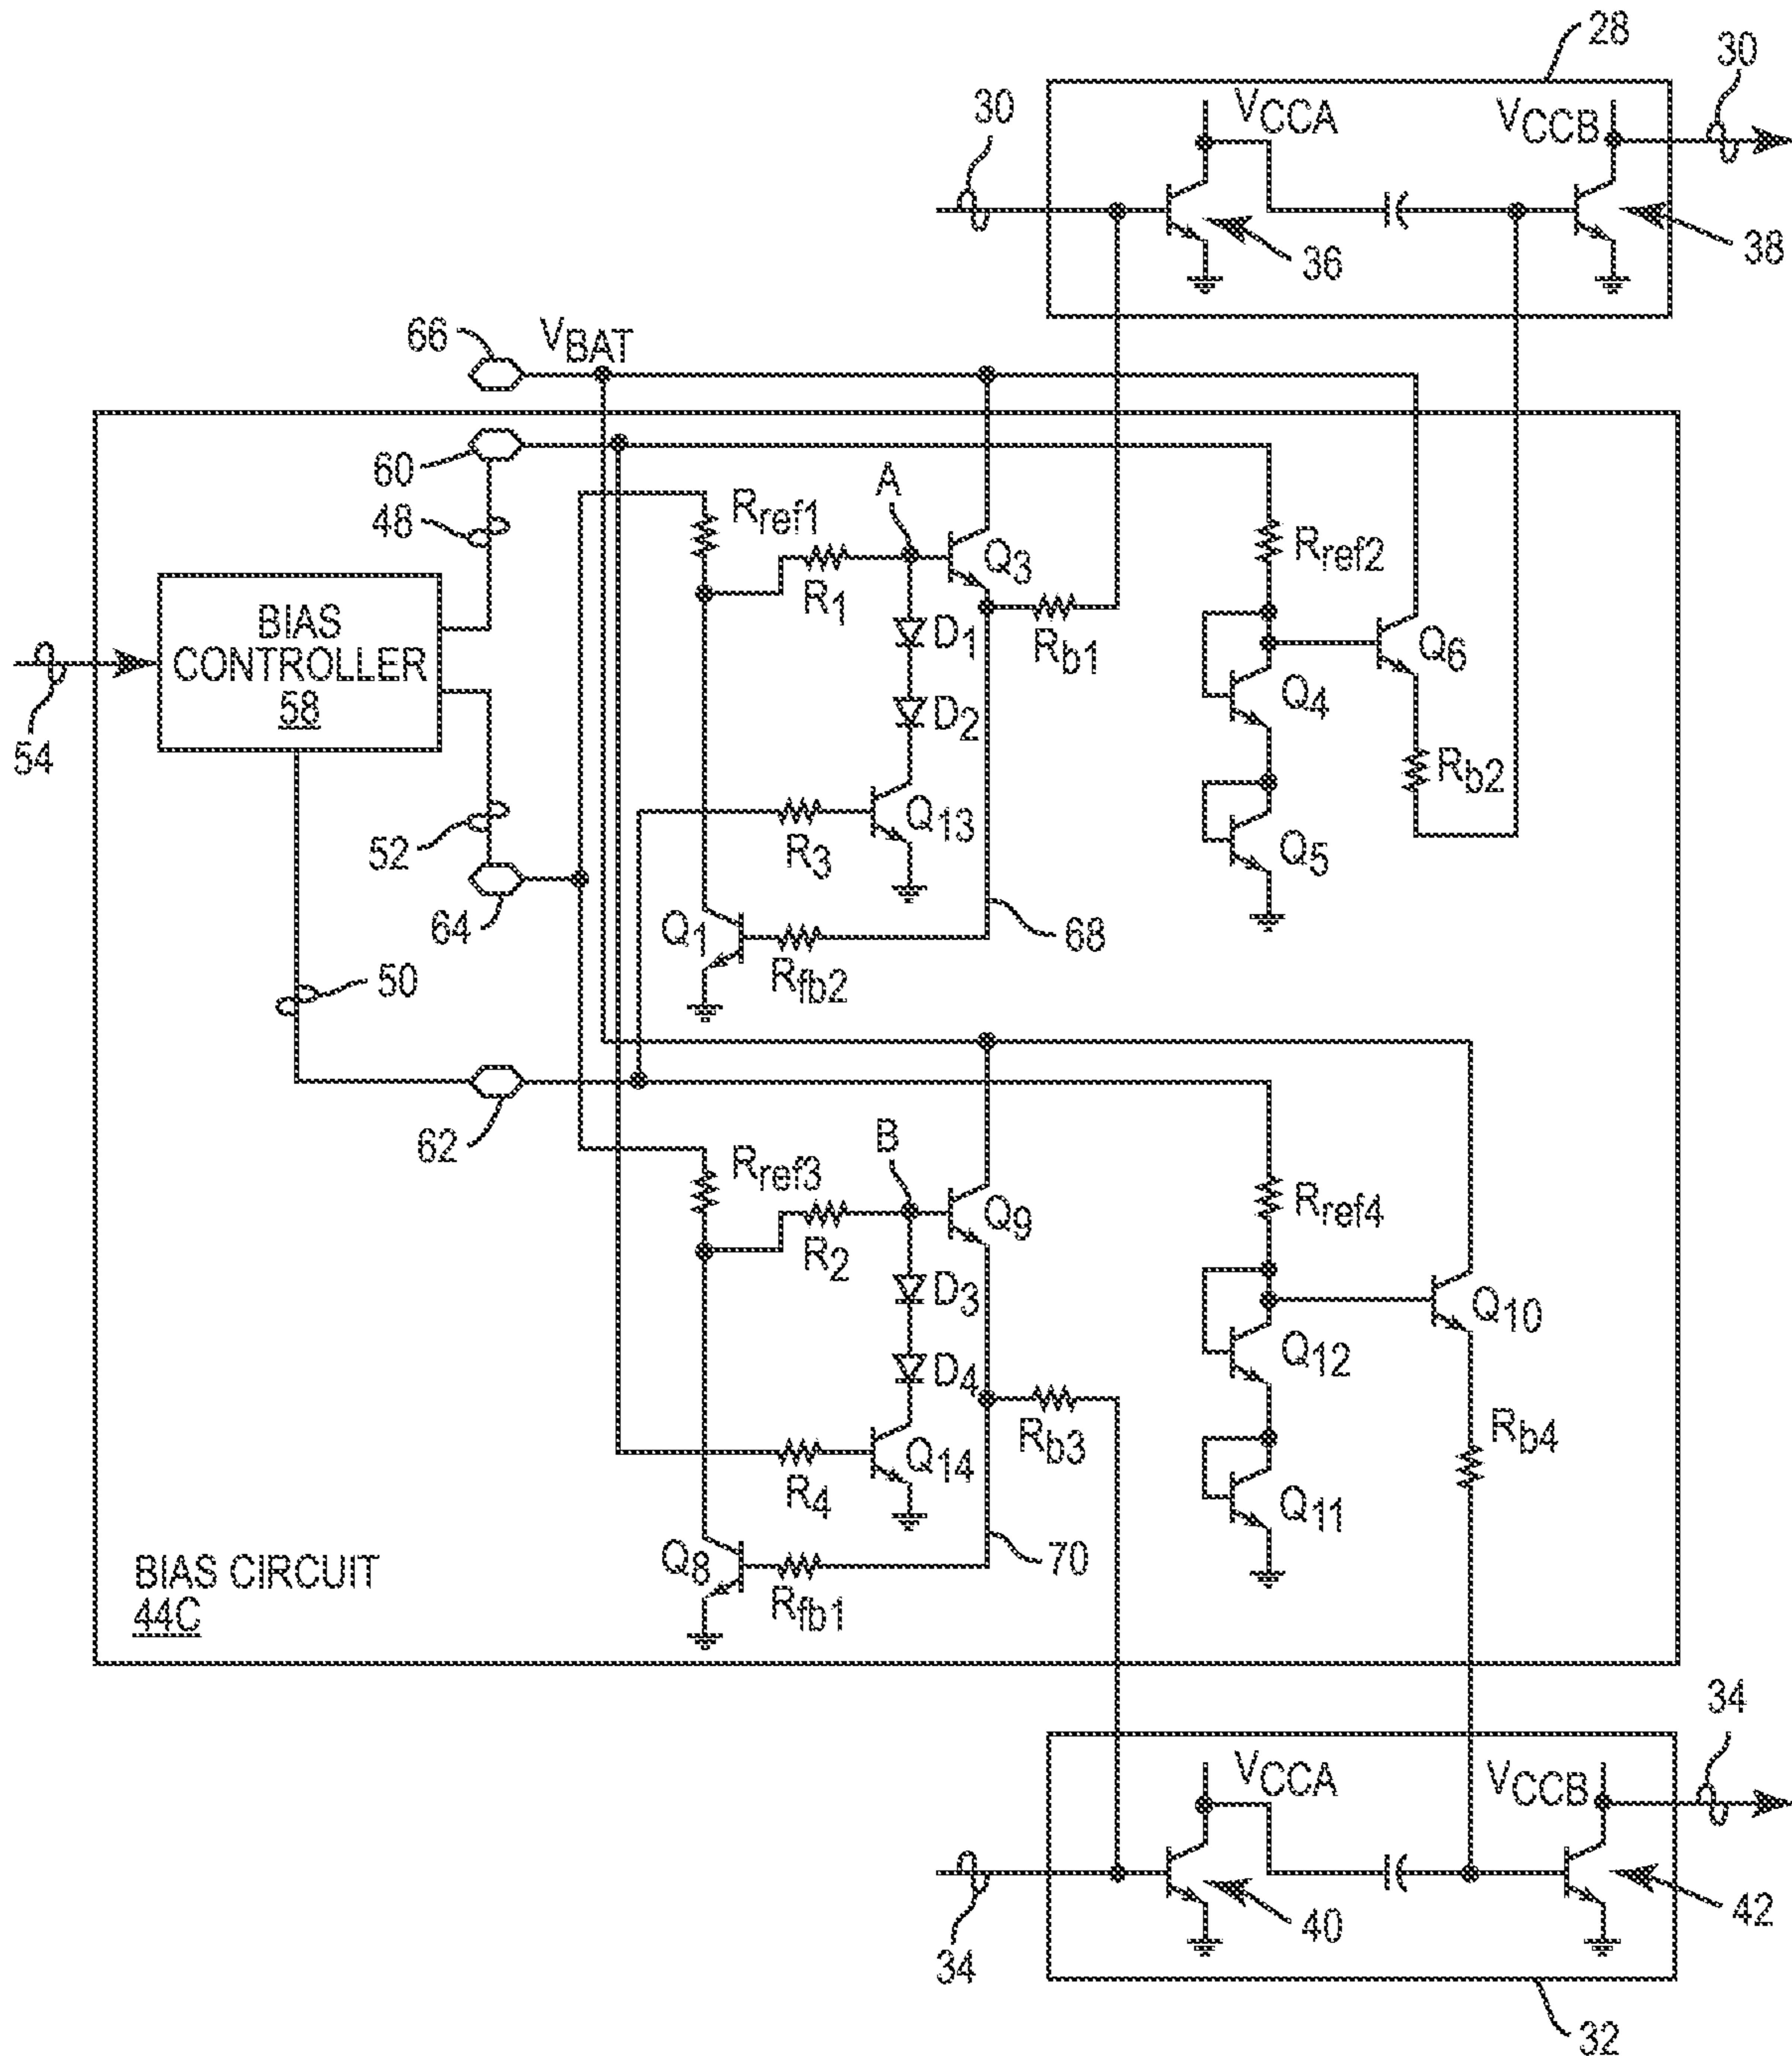 28
30
30
VCCA
VCCB
36
38
66
VBAT
60
A
Rref1
48
Q3
Rref2
R1
BIAS
CONTROLLER
58
D1
Rb1
Q6
54
D2
Q4
Rb2
Q13
52
R3
Q5
64
Q1
68
50
Rfb2
62
B
Rref3
Rref4
Q9
R2
D3
Q10
Q12
D4
Rb3
Rb4
Q14
R4
Q11
Q8
70
BIAS CIRCUIT
44C
Rfb1
34
VCCA
VCCB
42
40
34
32